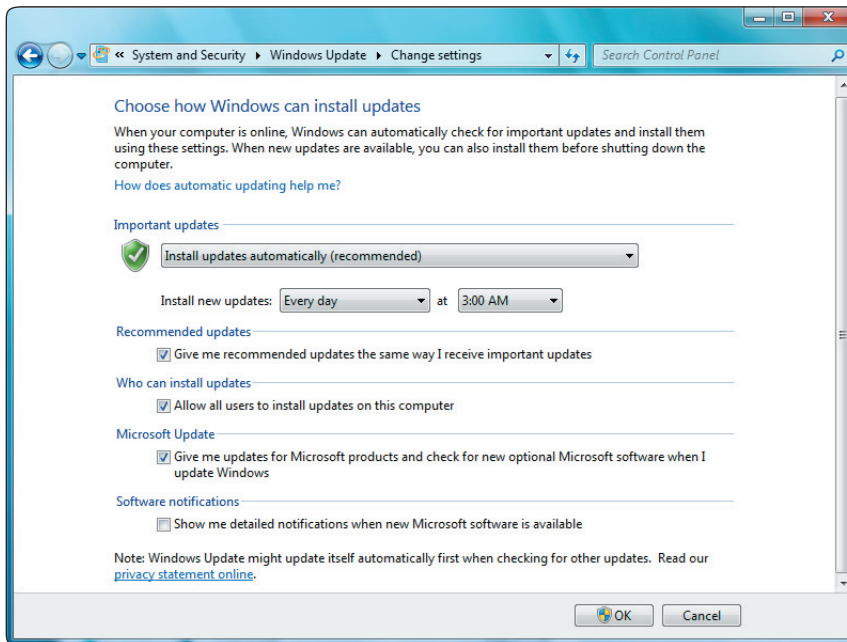 « System and Security ▸ Windows Update ▸ Change settings
Search Control Panel
Choose how Windows can install updates
When your computer is online, Windows can automatically check for important updates and install them
using these settings. When new updates are available, you can also install them before shutting down the
computer.
How does automatic updating help me?
Important updates
Install updates automatically (recommended)
Install new updates: Every day at 3:00 AM
Recommended updates
Give me recommended updates the same way I receive important updates
Who can install updates
Allow all users to install updates on this computer
Microsoft Update
Give me updates for Microsoft products and check for new optional Microsoft software when I
update Windows
Software notifications
Show me detailed notifications when new Microsoft software is available
Note: Windows Update might update itself automatically first when checking for other updates. Read our
privacy statement online.
OK Cancel